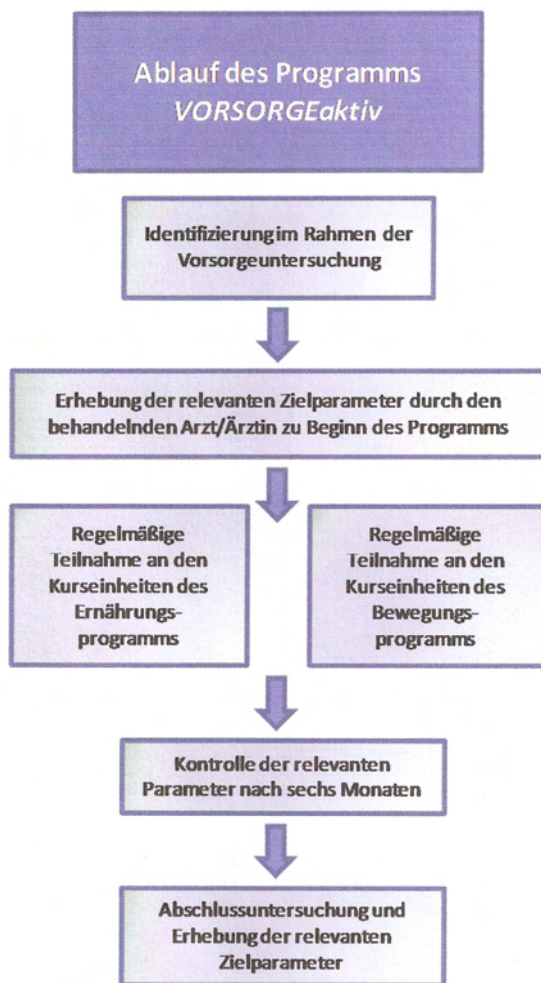 Ablauf des Programms
VORSORGEaktiv
Identifizierung im Rahmen der
Vorsorgeuntersuchung
Erhebung der relevanten Zielparameter durch den
behandelnden Arzt/Ärztin zu Beginn des Programms
Regelmäßige
Teilnahme an den
Kurseinheiten des
Ernährungs-
programms
Regelmäßige
Teilnahme an den
Kurseinheiten des
Bewegungs-
programms
Kontrolle der relevanten
Parameter nach sechs Monaten
Abschlussuntersuchung und
Erhebung der relevanten
Zielparameter